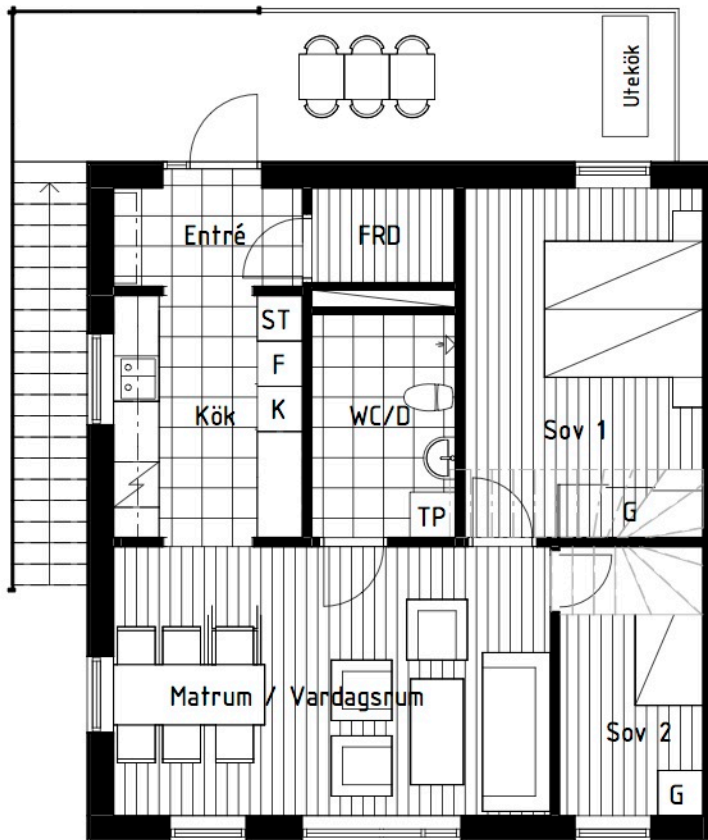 Utekök
Entré
FRD
ST
F
K
Kök
WC/D
TP
Sov 1
G
Matrum / Vardagsrum
Sov 2
G